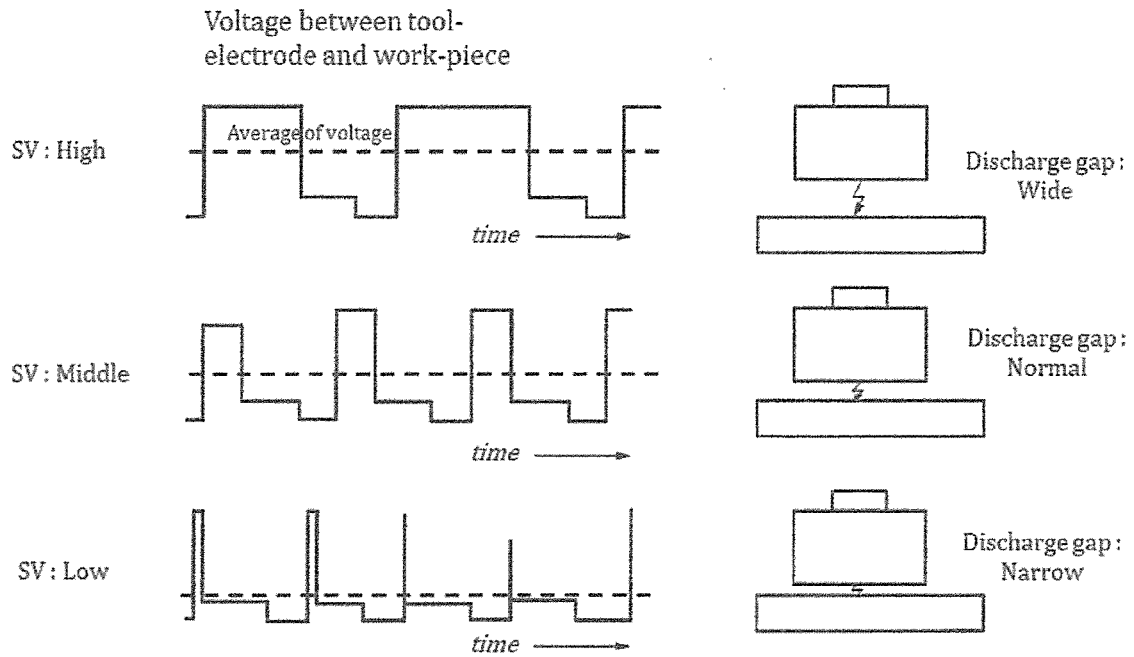 Voltage between tool-
electrode and work-piece
SV : High
Average of voltage
time
Discharge gap :
Wide
SV : Middle
time
Discharge gap :
Normal
SV : Low
time
Discharge gap :
Narrow